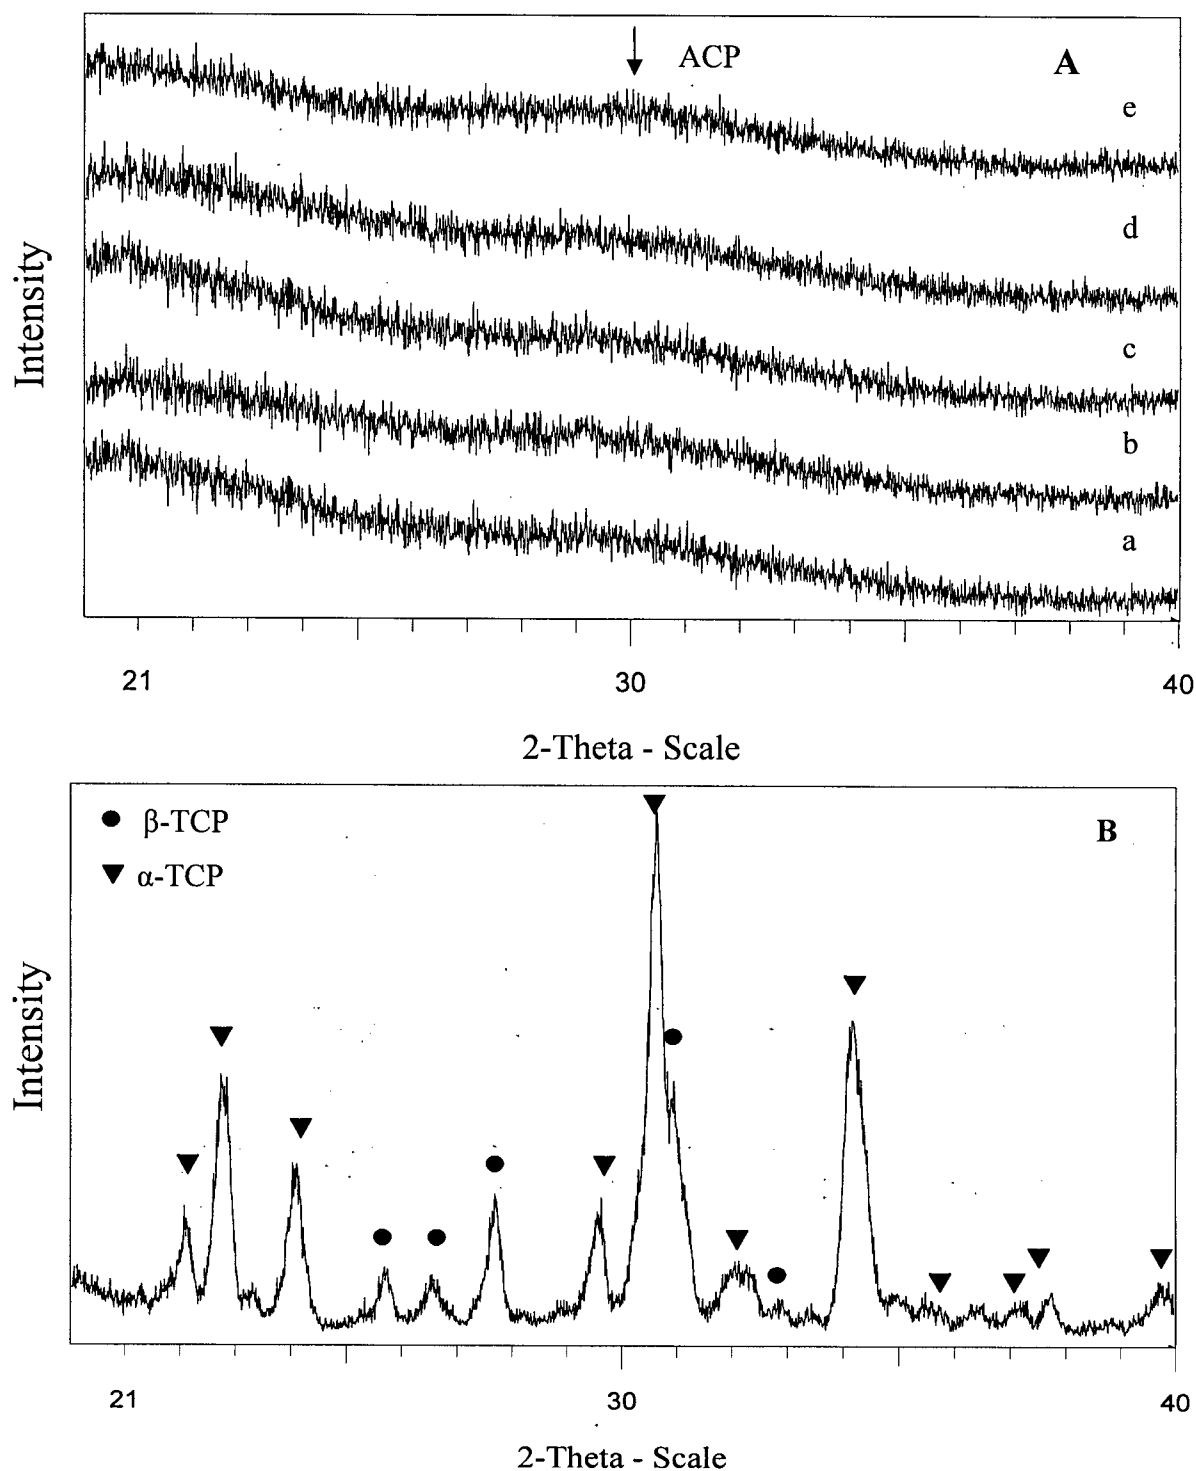 ACP
A
e
d
c
b
a
Intensity
21 30 40
2-Theta - Scale
β-TCP
B
α-TCP
Intensity
21 30 40
2-Theta - Scale